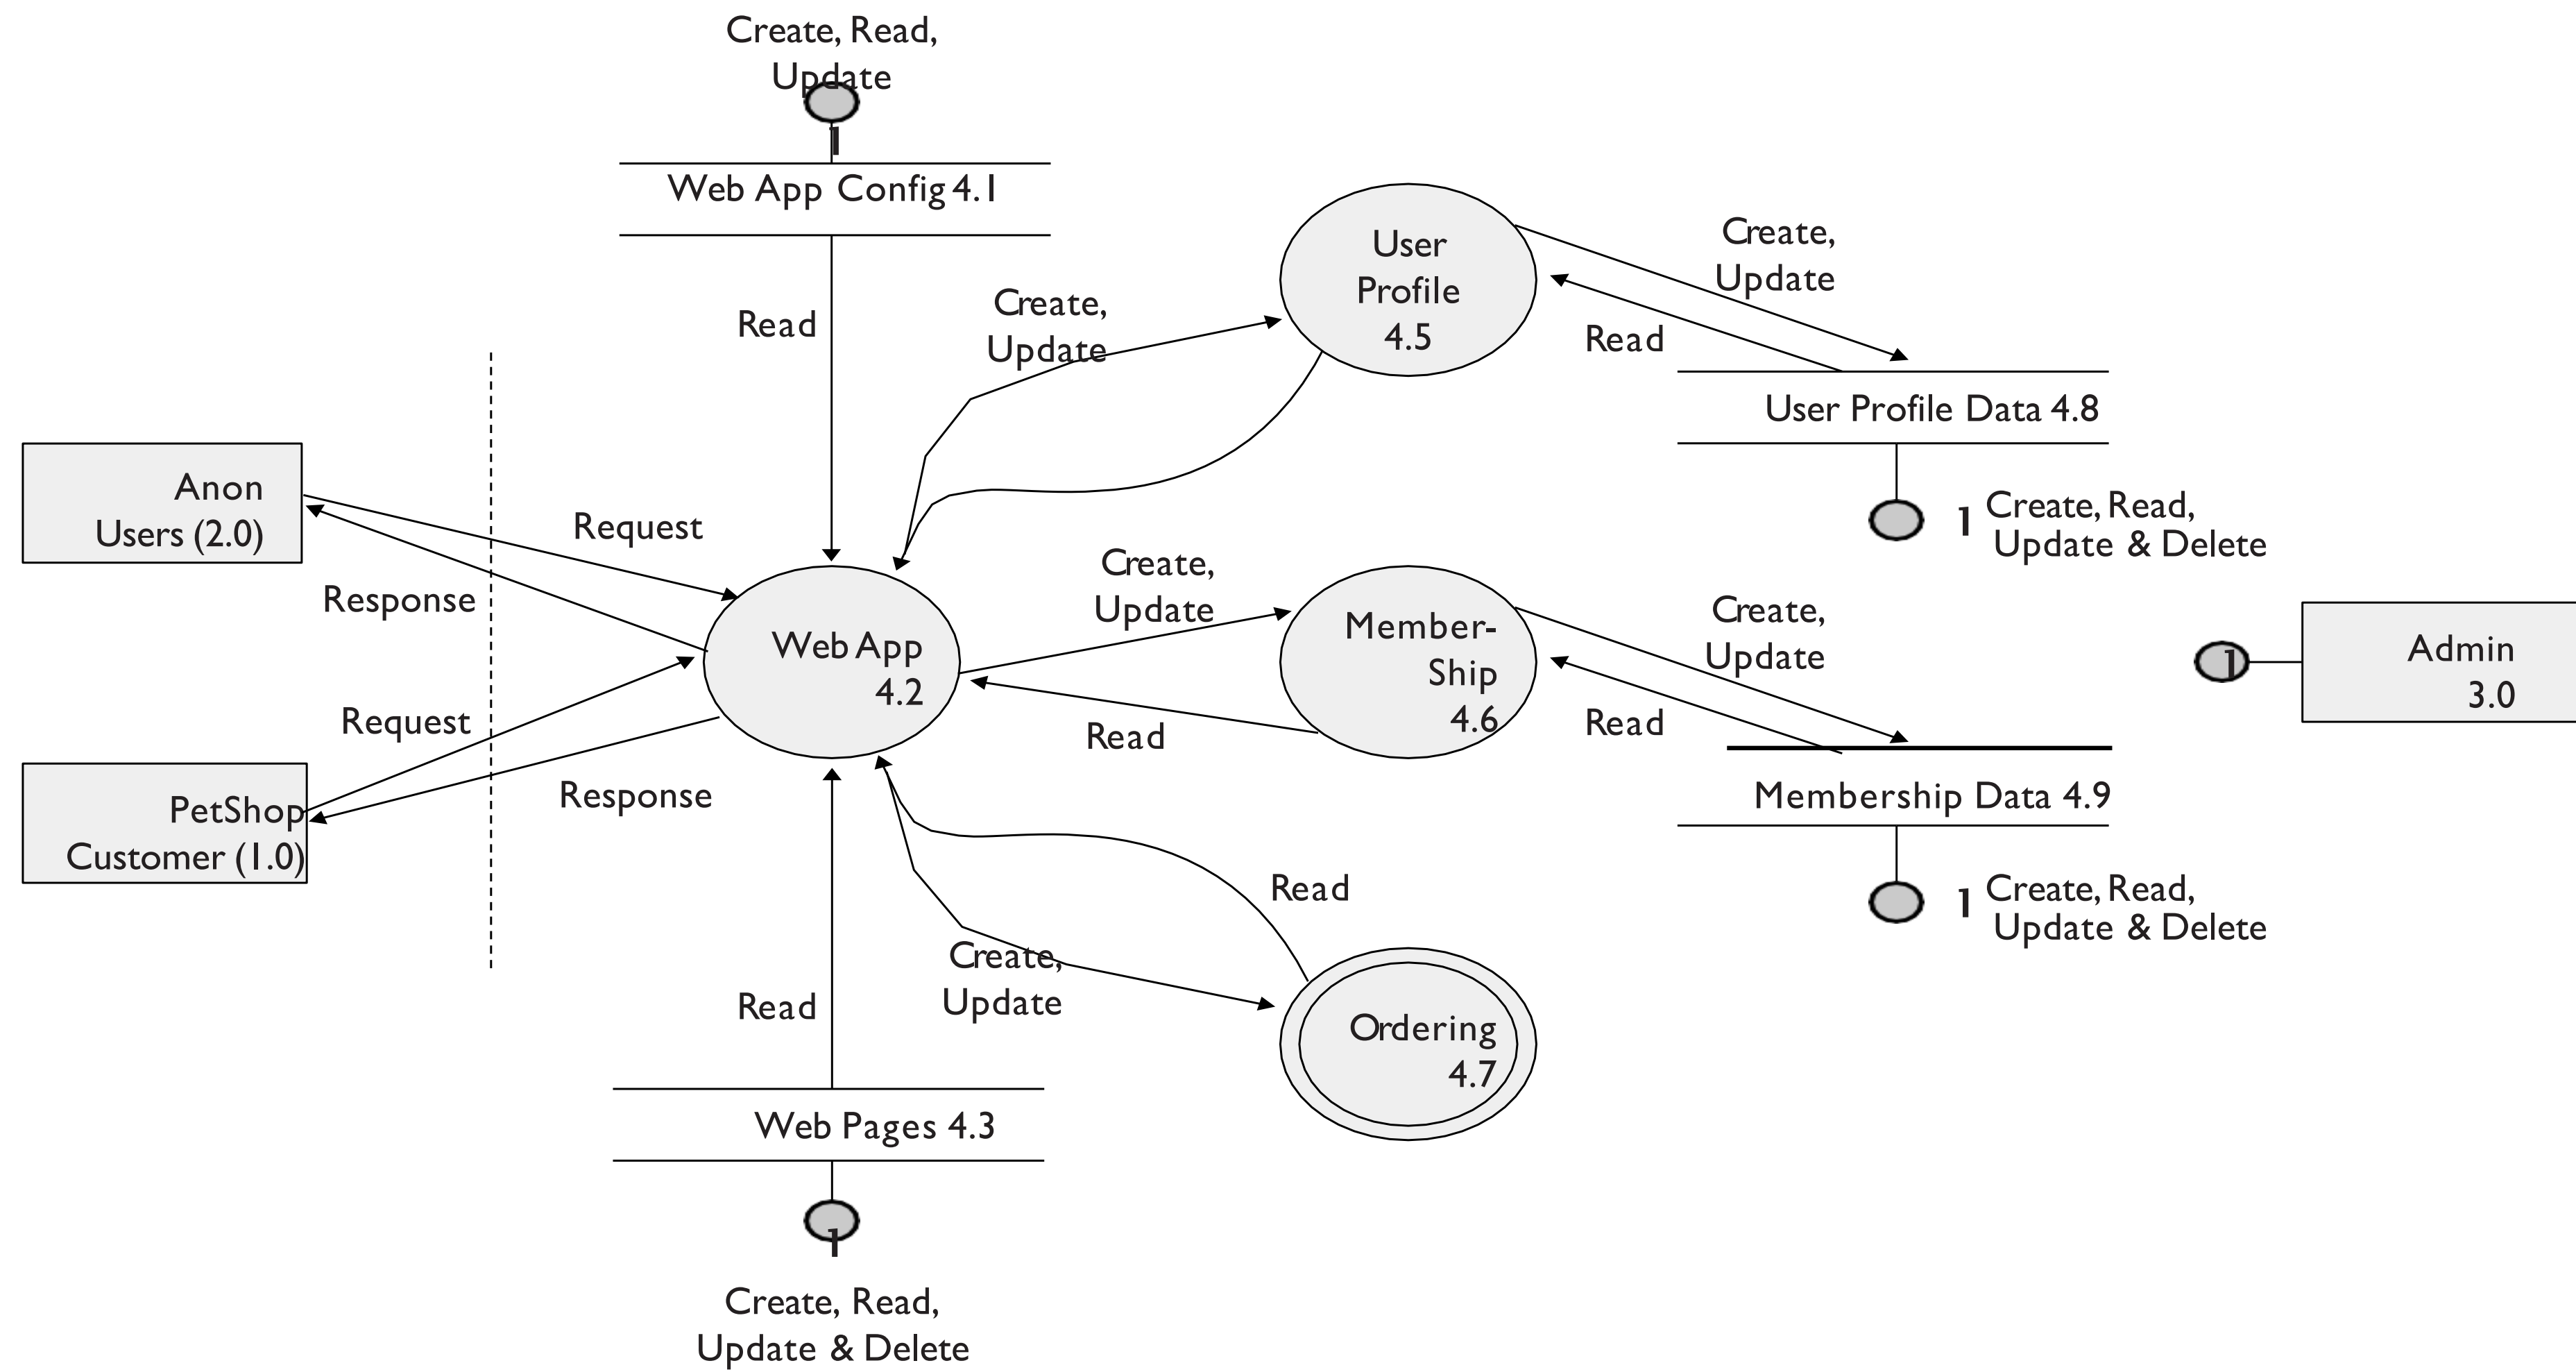 Create, Read,
Update
1
Web App Config 4.1
Read
Create,
Update
User
Profile
4.5
Create,
Update
Read
User Profile Data 4.8
1 Create, Read,
Update & Delete
Anon
Users (2.0)
Request
Response
Web App
4.2
Create,
Update
Read
Member-
Ship
4.6
Create,
Update
Read
Membership Data 4.9
1 Create, Read,
Update & Delete
1
Admin
3.0
PetShop
Customer (1.0)
Request
Response
Read
Create,
Update
Read
Ordering
4.7
Web Pages 4.3
1
Create, Read,
Update & Delete